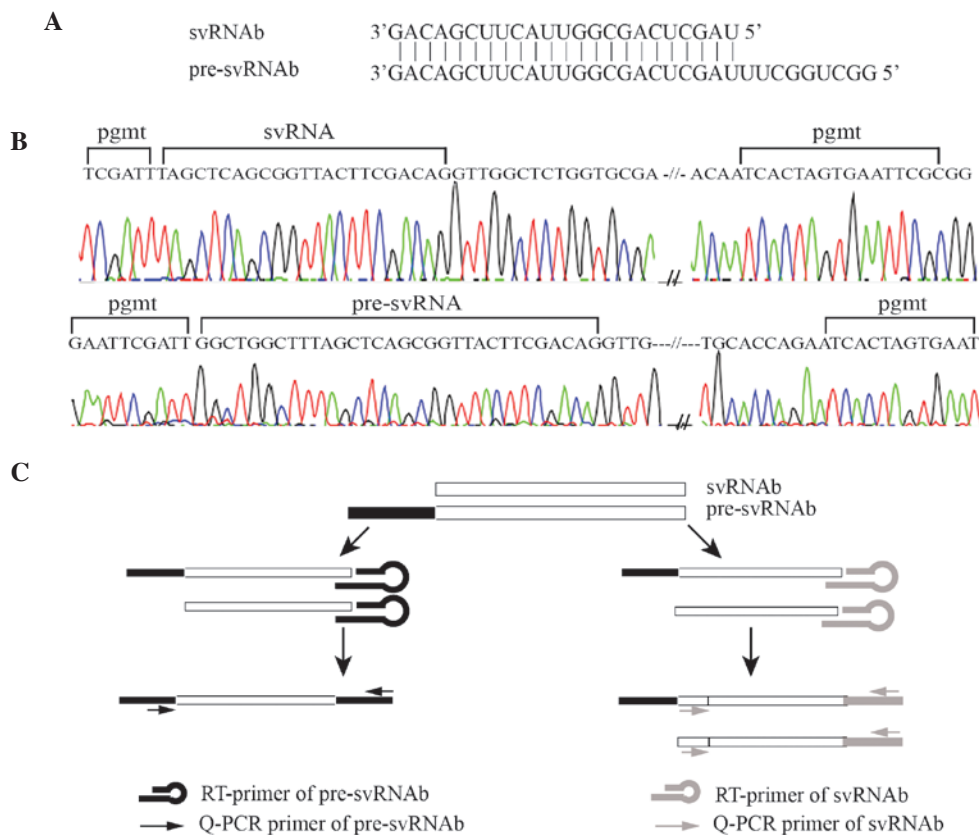 A
svRNAb 3’GACAGCUUCAUUGGCGACUCGAU 5’
pre-svRNAb 3’GACAGCUUCAUUGGCGACUCGAUUUCGGUCGG 5’
B
pgmt svRNA pgmt
TCGATTTAGCTCAGCGGTTACTTCGACAGGTTGGCTCTGGTGCGA -//- ACAATCACTAGTGAATTCGCGG
pgmt pre-svRNA pgmt
GAATTCGATT GGCTGGCTTTAGCTCAGCGGTTACTTCGACAGGTTG---//---TGCACCAGAATCACTAGTGAAT
C
svRNAb
pre-svRNAb
RT-primer of pre-svRNAb
Q-PCR primer of pre-svRNAb
RT-primer of svRNAb
Q-PCR primer of svRNAb